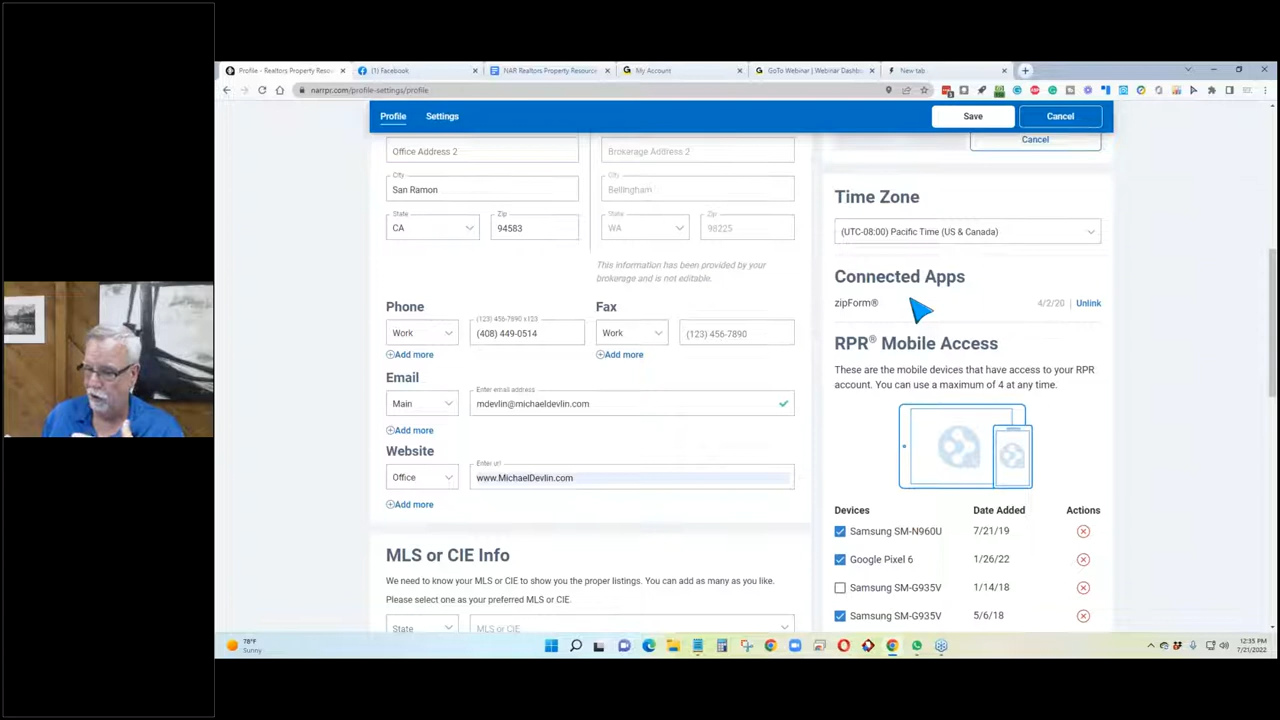 Profile - Realtors Property Resou
(1) Facebook
NAR Realtors Property Resource
My Account
GoTo Webinar | Webinar Dashb
New tab
narrpr.com/profile-settings/profile
Profile
Settings
Save
Cancel
Office Address 2
Brokerage Address 2
Cancel
City
San Ramon
City
Bellingham
State
CA
Zip
94583
State
WA
Zip
98225
This information has been provided by your
brokerage and is not editable.
Phone
Fax
Work
(123) 456-7890 x123
(408) 449-0514
Work
(123) 456-7890
Add more
Add more
Email
Main
Enter email address
mdevlin@michaeldevlin.com
Add more
Website
Office
Enter url
www.MichaelDevlin.com
Add more
MLS or CIE Info
We need to know your MLS or CIE to show you the proper listings. You can add as many as you like.
Please select one as your preferred MLS or CIE.
State
MLS or CIE
Time Zone
(UTC-08:00) Pacific Time (US & Canada)
Connected Apps
zipForm®
4/2/20 | Unlink
RPR® Mobile Access
These are the mobile devices that have access to your RPR
account. You can use a maximum of 4 at any time.
Devices Date Added Actions
Samsung SM-N960U 7/21/19
Google Pixel 6 1/26/22
Samsung SM-G935V 1/14/18
Samsung SM-G935V 5/6/18
78°F
Sunny
12:35 PM
7/21/2022